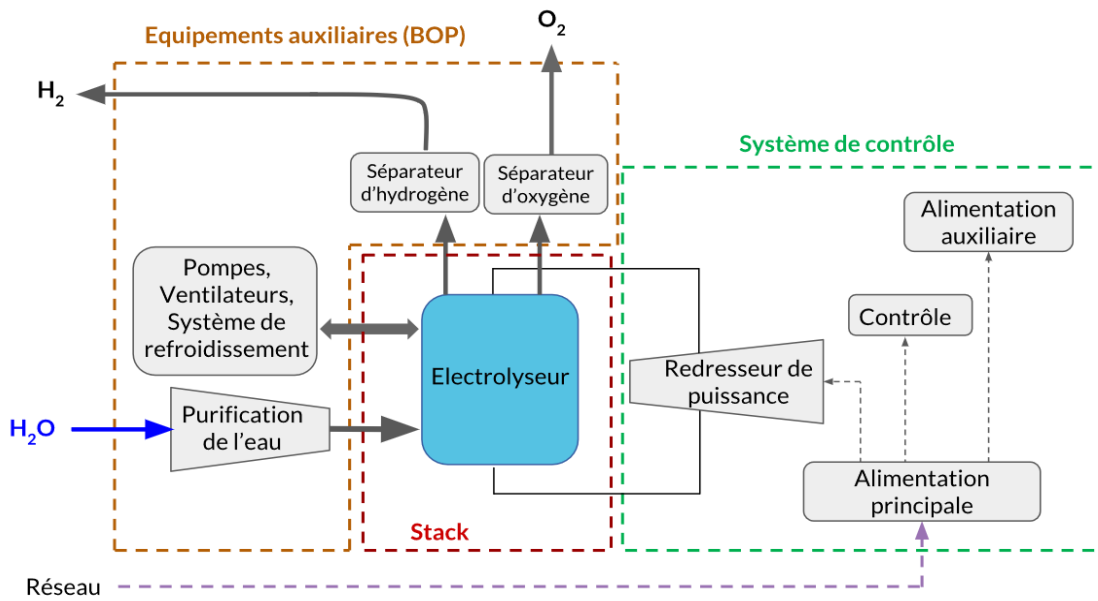 O2
Equipements auxiliaires (BOP)
H2
Système de contrôle
Séparateur
d'hydrogène
Séparateur
d'oxygène
Alimentation
auxiliaire
Pompes,
Ventilateurs,
Système de
refroidissement
Contrôle
Electrolyseur
Redresseur de
puissance
H2O
Purification
de l'eau
Alimentation
principale
Stack
Réseau